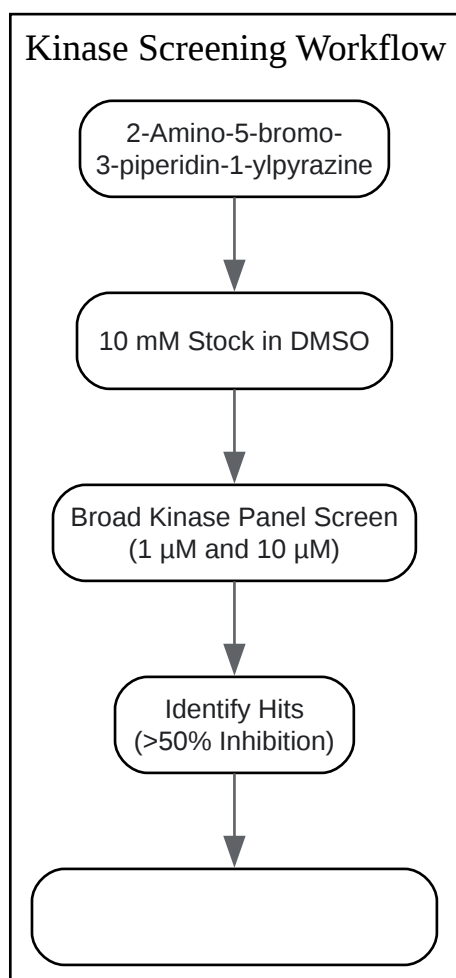 Kinase Screening Workflow
2-Amino-5-bromo-
3-piperidin-1-ylpyrazine
10 mM Stock in DMSO
Broad Kinase Panel Screen
(1 µM and 10 µM)
Identify Hits
(>50% Inhibition)